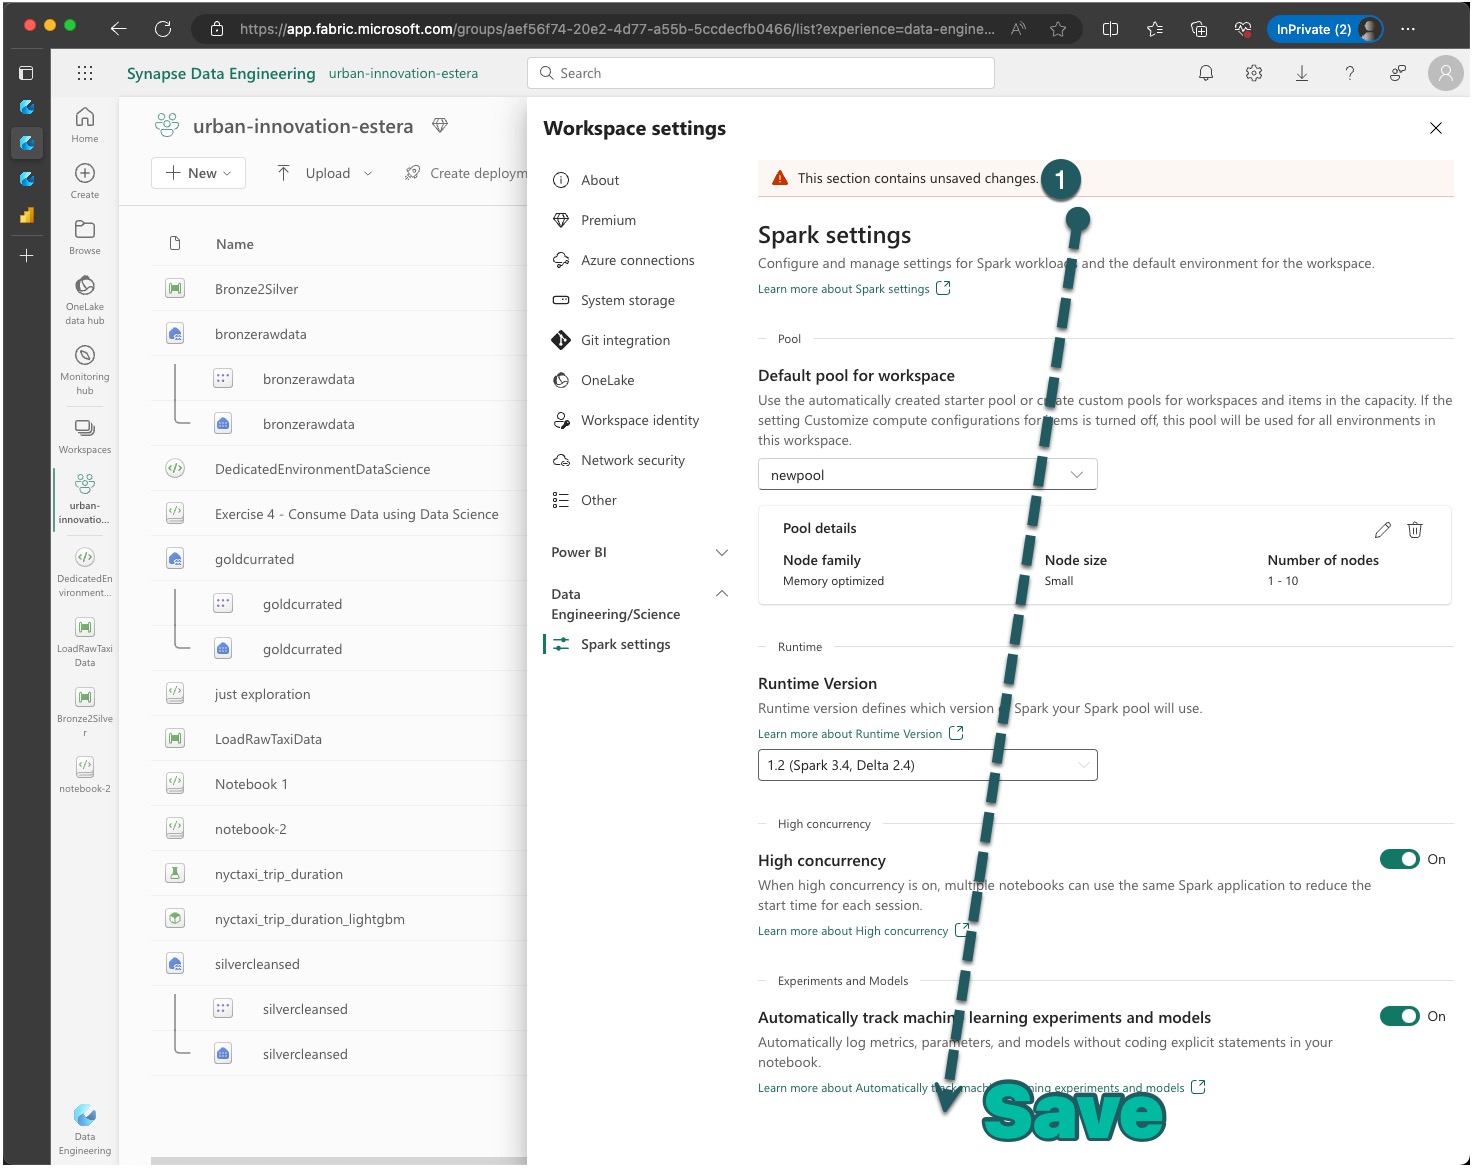 https://app.fabric.microsoft.com/groups/aef56f74-20e2-4d77-a55b-5ccdecfb0466/list?experience=data-engine...
InPrivate (2)
Synapse Data Engineering
urban-innovation-estera
Search
Home
Create
Browse
OneLake
data hub
Monitoring
hub
Workspaces
urban-
innovatio...
DedicatedEn
vironment...
LoadRawTaxi
Data
Bronze2Silve
r
notebook-2
Data
Engineering
urban-innovation-estera
New
Upload
Create deploym
Name
Bronze2Silver
bronzerawdata
bronzerawdata
bronzerawdata
DedicatedEnvironmentDataScience
Exercise 4 - Consume Data using Data Science
goldcurrated
goldcurrated
goldcurrated
just exploration
LoadRawTaxiData
Notebook 1
notebook-2
nyctaxi_trip_duration
nyctaxi_trip_duration_lightgbm
silvercleansed
silvercleansed
silvercleansed
Workspace settings
About
Premium
Azure connections
System storage
Git integration
OneLake
Workspace identity
Network security
Other
Power BI
Data
Engineering/Science
Spark settings
This section contains unsaved changes.
1
Spark settings
Configure and manage settings for Spark workloads and the default environment for the workspace.
Learn more about Spark settings
Pool
Default pool for workspace
Use the automatically created starter pool or create custom pools for workspaces and items in the capacity. If the
setting Customize compute configurations for items is turned off, this pool will be used for all environments in
this workspace.
newpool
Pool details
Node family
Memory optimized
Node size
Small
Number of nodes
1 - 10
Runtime
Runtime Version
Runtime version defines which version of Spark your Spark pool will use.
Learn more about Runtime Version
1.2 (Spark 3.4, Delta 2.4)
High concurrency
High concurrency
On
When high concurrency is on, multiple notebooks can use the same Spark application to reduce the
start time for each session.
Learn more about High concurrency
Experiments and Models
Automatically track machine learning experiments and models
On
Automatically log metrics, parameters, and models without coding explicit statements in your
notebook.
Learn more about Automatically track machine learning experiments and models
Save